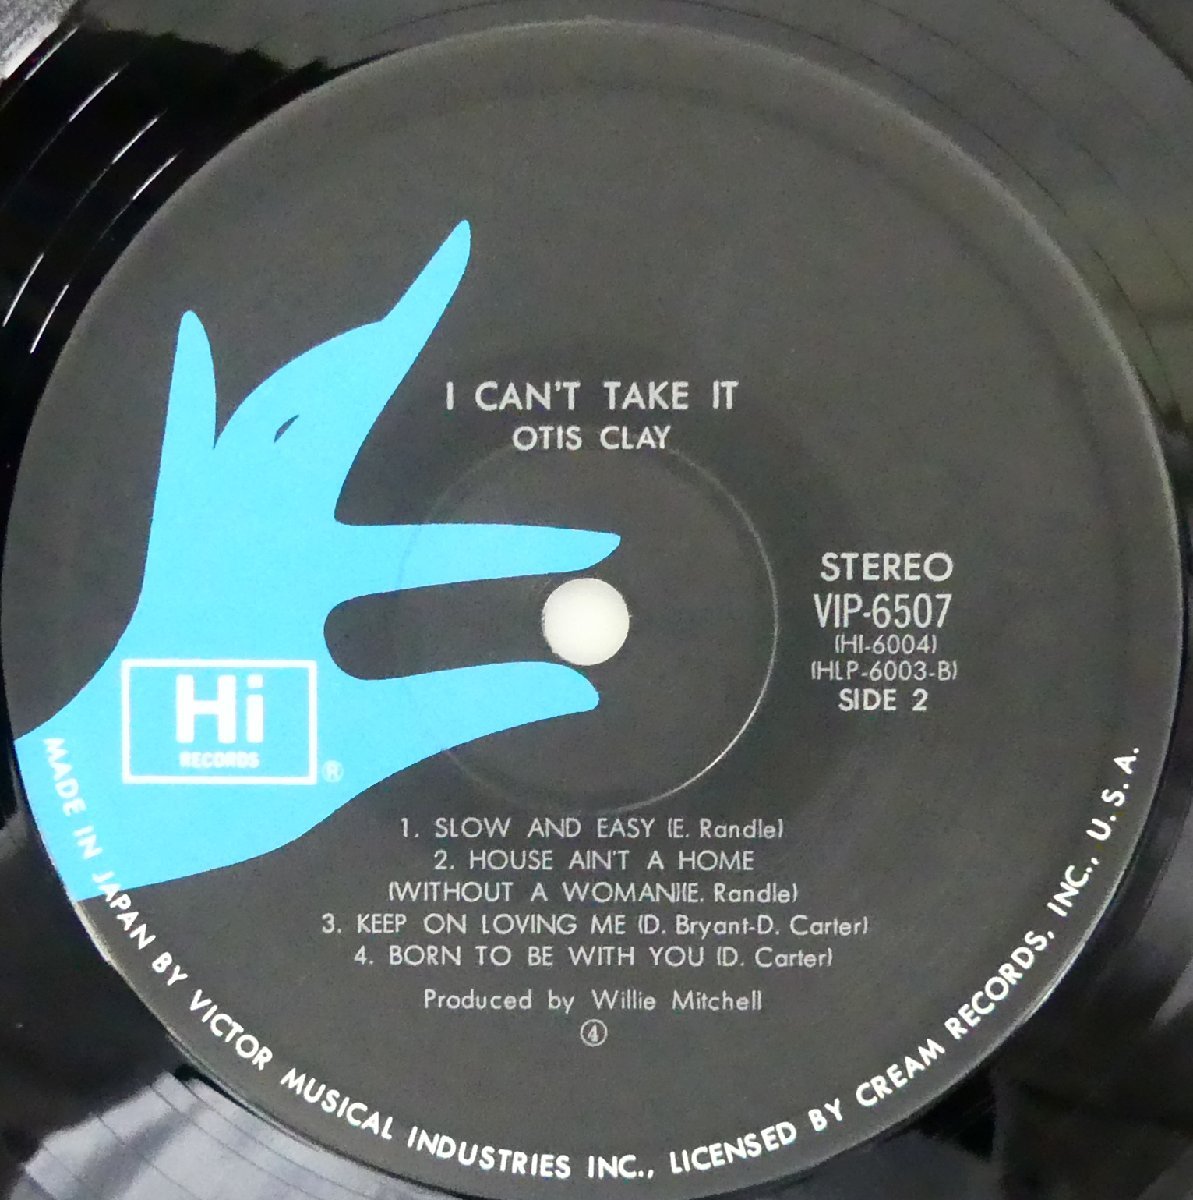 I CAN'T TAKE IT
OTIS CLAY
STEREO
VIP-6507
(HI-6004)
(HLP-6003-B)
SIDE 2
Hi
RECORDS
®
1. SLOW AND EASY (E. Randle)
2. HOUSE AIN'T A HOME
(WITHOUT A WOMAN)(E. Randle)
3. KEEP ON LOVING ME (D. Bryant-D. Carter)
4. BORN TO BE WITH YOU (D. Carter)
Produced by Willie Mitchell
④
MADE IN JAPAN BY VICTOR MUSICAL INDUSTRIES INC., LICENSED BY CREAM RECORDS, INC., U.S.A.